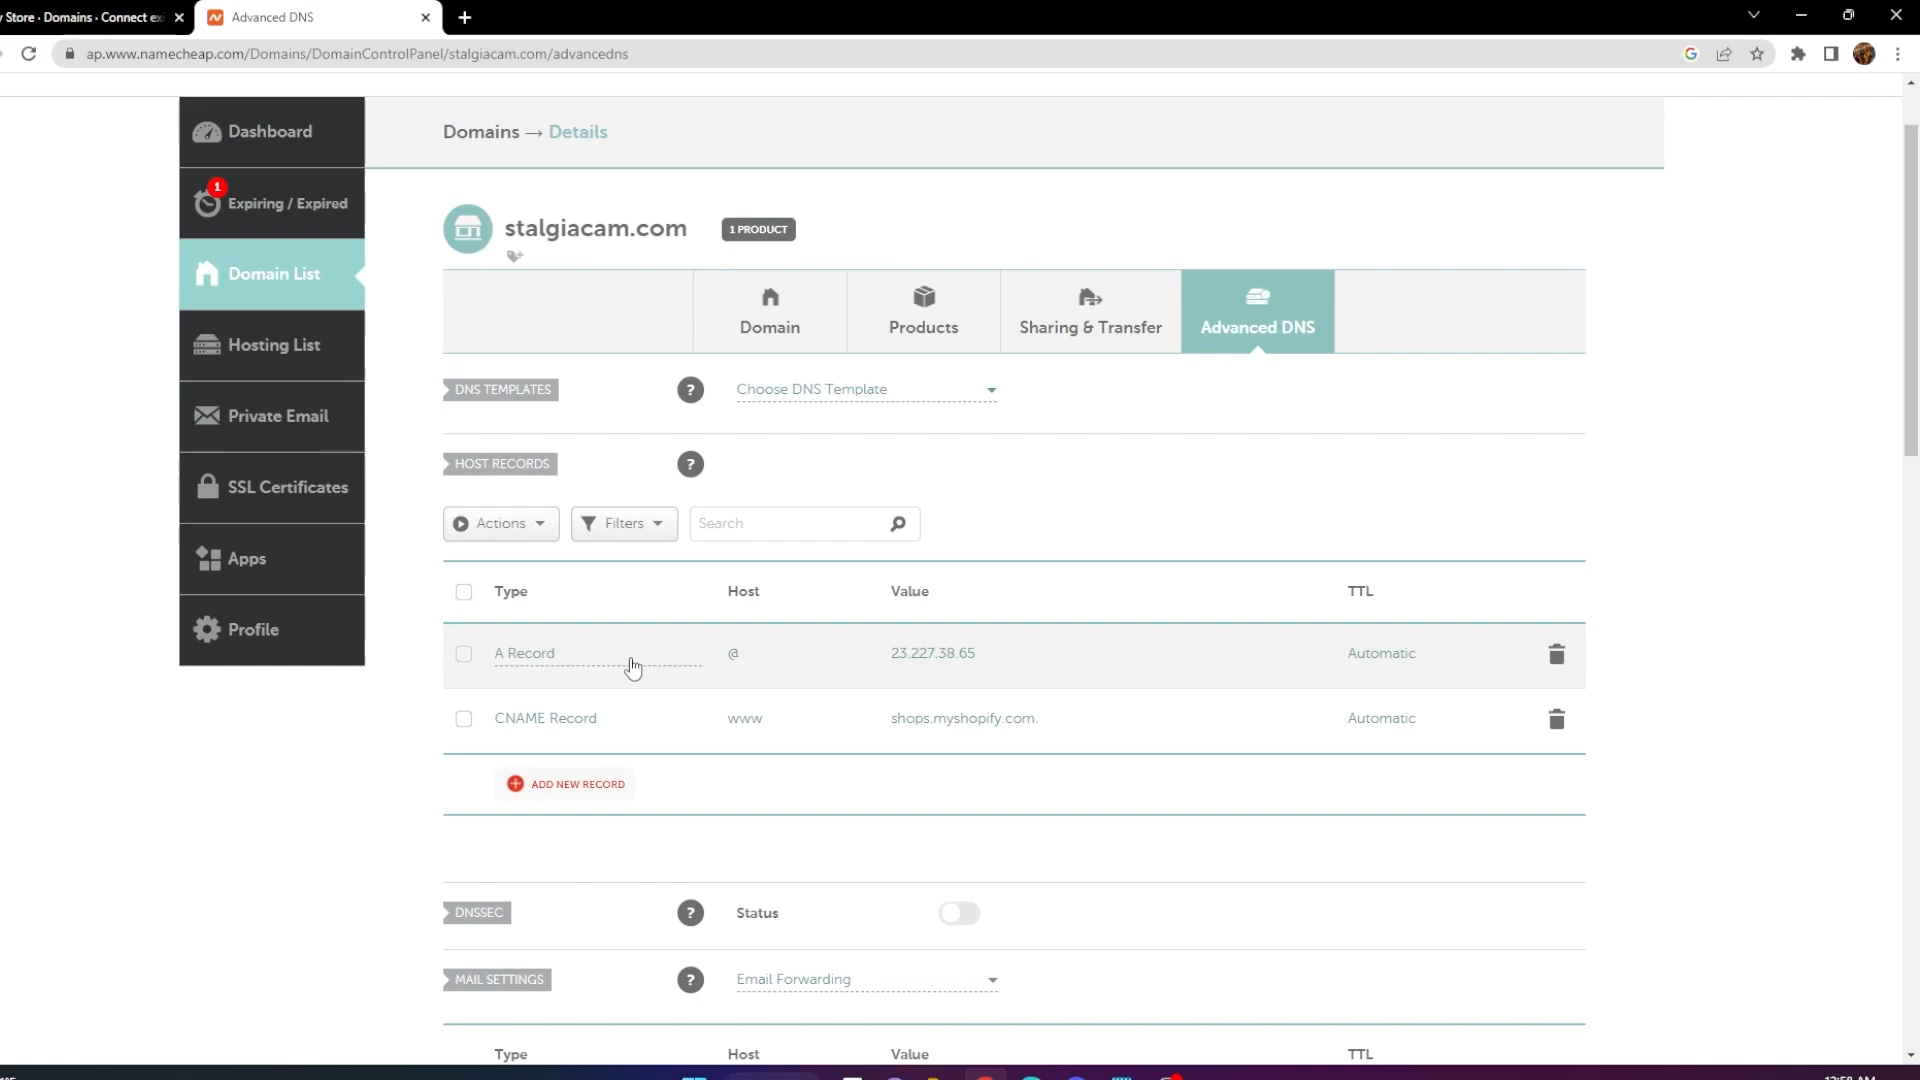 y Store · Domains · Connect exi
Advanced DNS
ap.www.namecheap.com/Domains/DomainControlPanel/stalgiacam.com/advancedns
Dashboard
Domains → Details
1
Expiring / Expired
stalgiacam.com
1 PRODUCT
Domain List
Domain
Products
Sharing & Transfer
Advanced DNS
Hosting List
DNS TEMPLATES
?
Choose DNS Template
Private Email
HOST RECORDS
?
SSL Certificates
Actions
Filters
Search
Apps
Type
Host
Value
TTL
Profile
A Record
@
23.227.38.65
Automatic
CNAME Record
www
shops.myshopify.com.
Automatic
ADD NEW RECORD
DNSSEC
?
Status
MAIL SETTINGS
?
Email Forwarding
Type
Host
Value
TTL